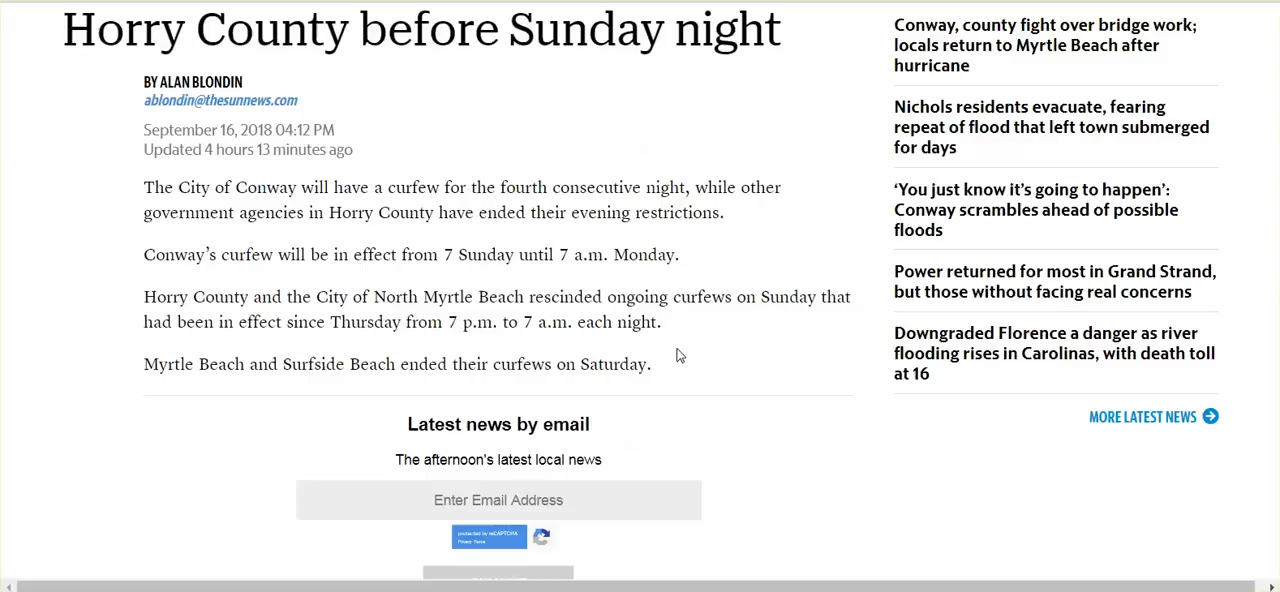 Horry County before Sunday night
BY ALAN BLONDIN
ablondin@thesunnews.com
September 16, 2018 04:12 PM
Updated 4 hours 13 minutes ago
The City of Conway will have a curfew for the fourth consecutive night, while other
government agencies in Horry County have ended their evening restrictions.
Conway’s curfew will be in effect from 7 Sunday until 7 a.m. Monday.
Horry County and the City of North Myrtle Beach rescinded ongoing curfews on Sunday that
had been in effect since Thursday from 7 p.m. to 7 a.m. each night.
Myrtle Beach and Surfside Beach ended their curfews on Saturday.
Latest news by email
The afternoon's latest local news
Enter Email Address
protected by reCAPTCHA
Privacy Terms
Conway, county fight over bridge work;
locals return to Myrtle Beach after
hurricane
Nichols residents evacuate, fearing
repeat of flood that left town submerged
for days
‘You just know it’s going to happen’:
Conway scrambles ahead of possible
floods
Power returned for most in Grand Strand,
but those without facing real concerns
Downgraded Florence a danger as river
flooding rises in Carolinas, with death toll
at 16
MORE LATEST NEWS